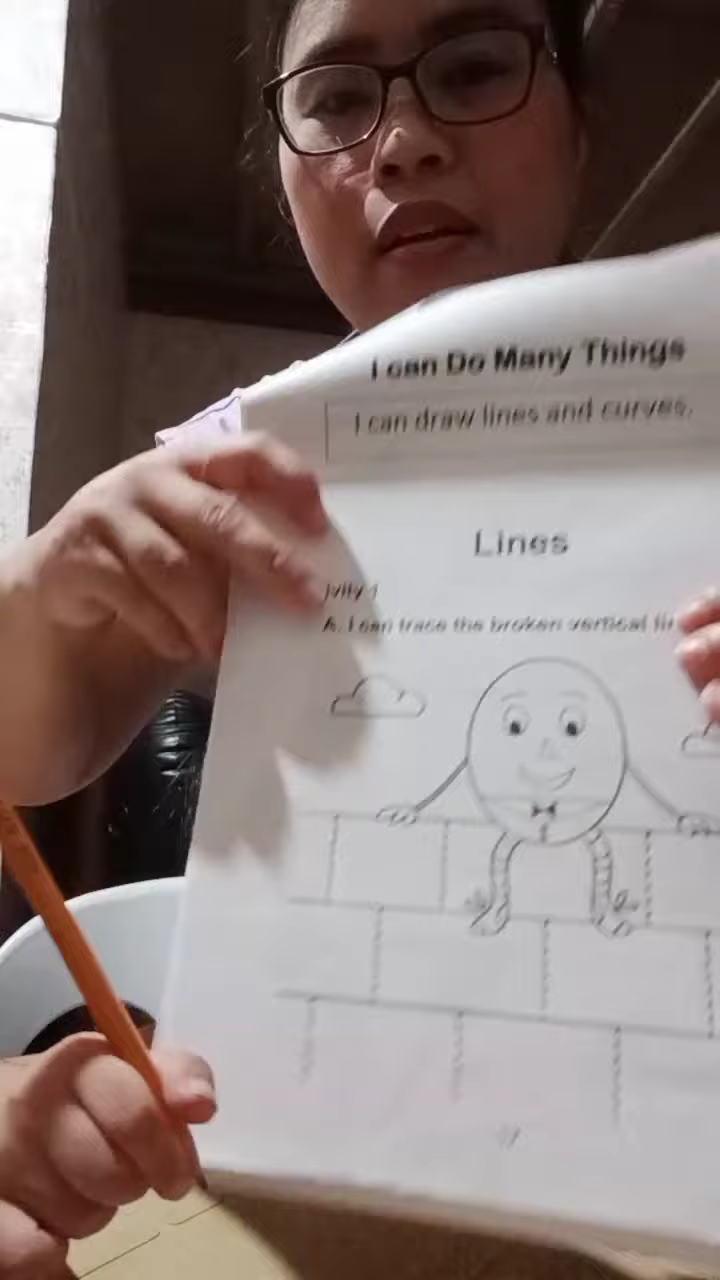 I can Do Many Things
I can draw lines and curves.
Lines
A. I can trace the broken vertical